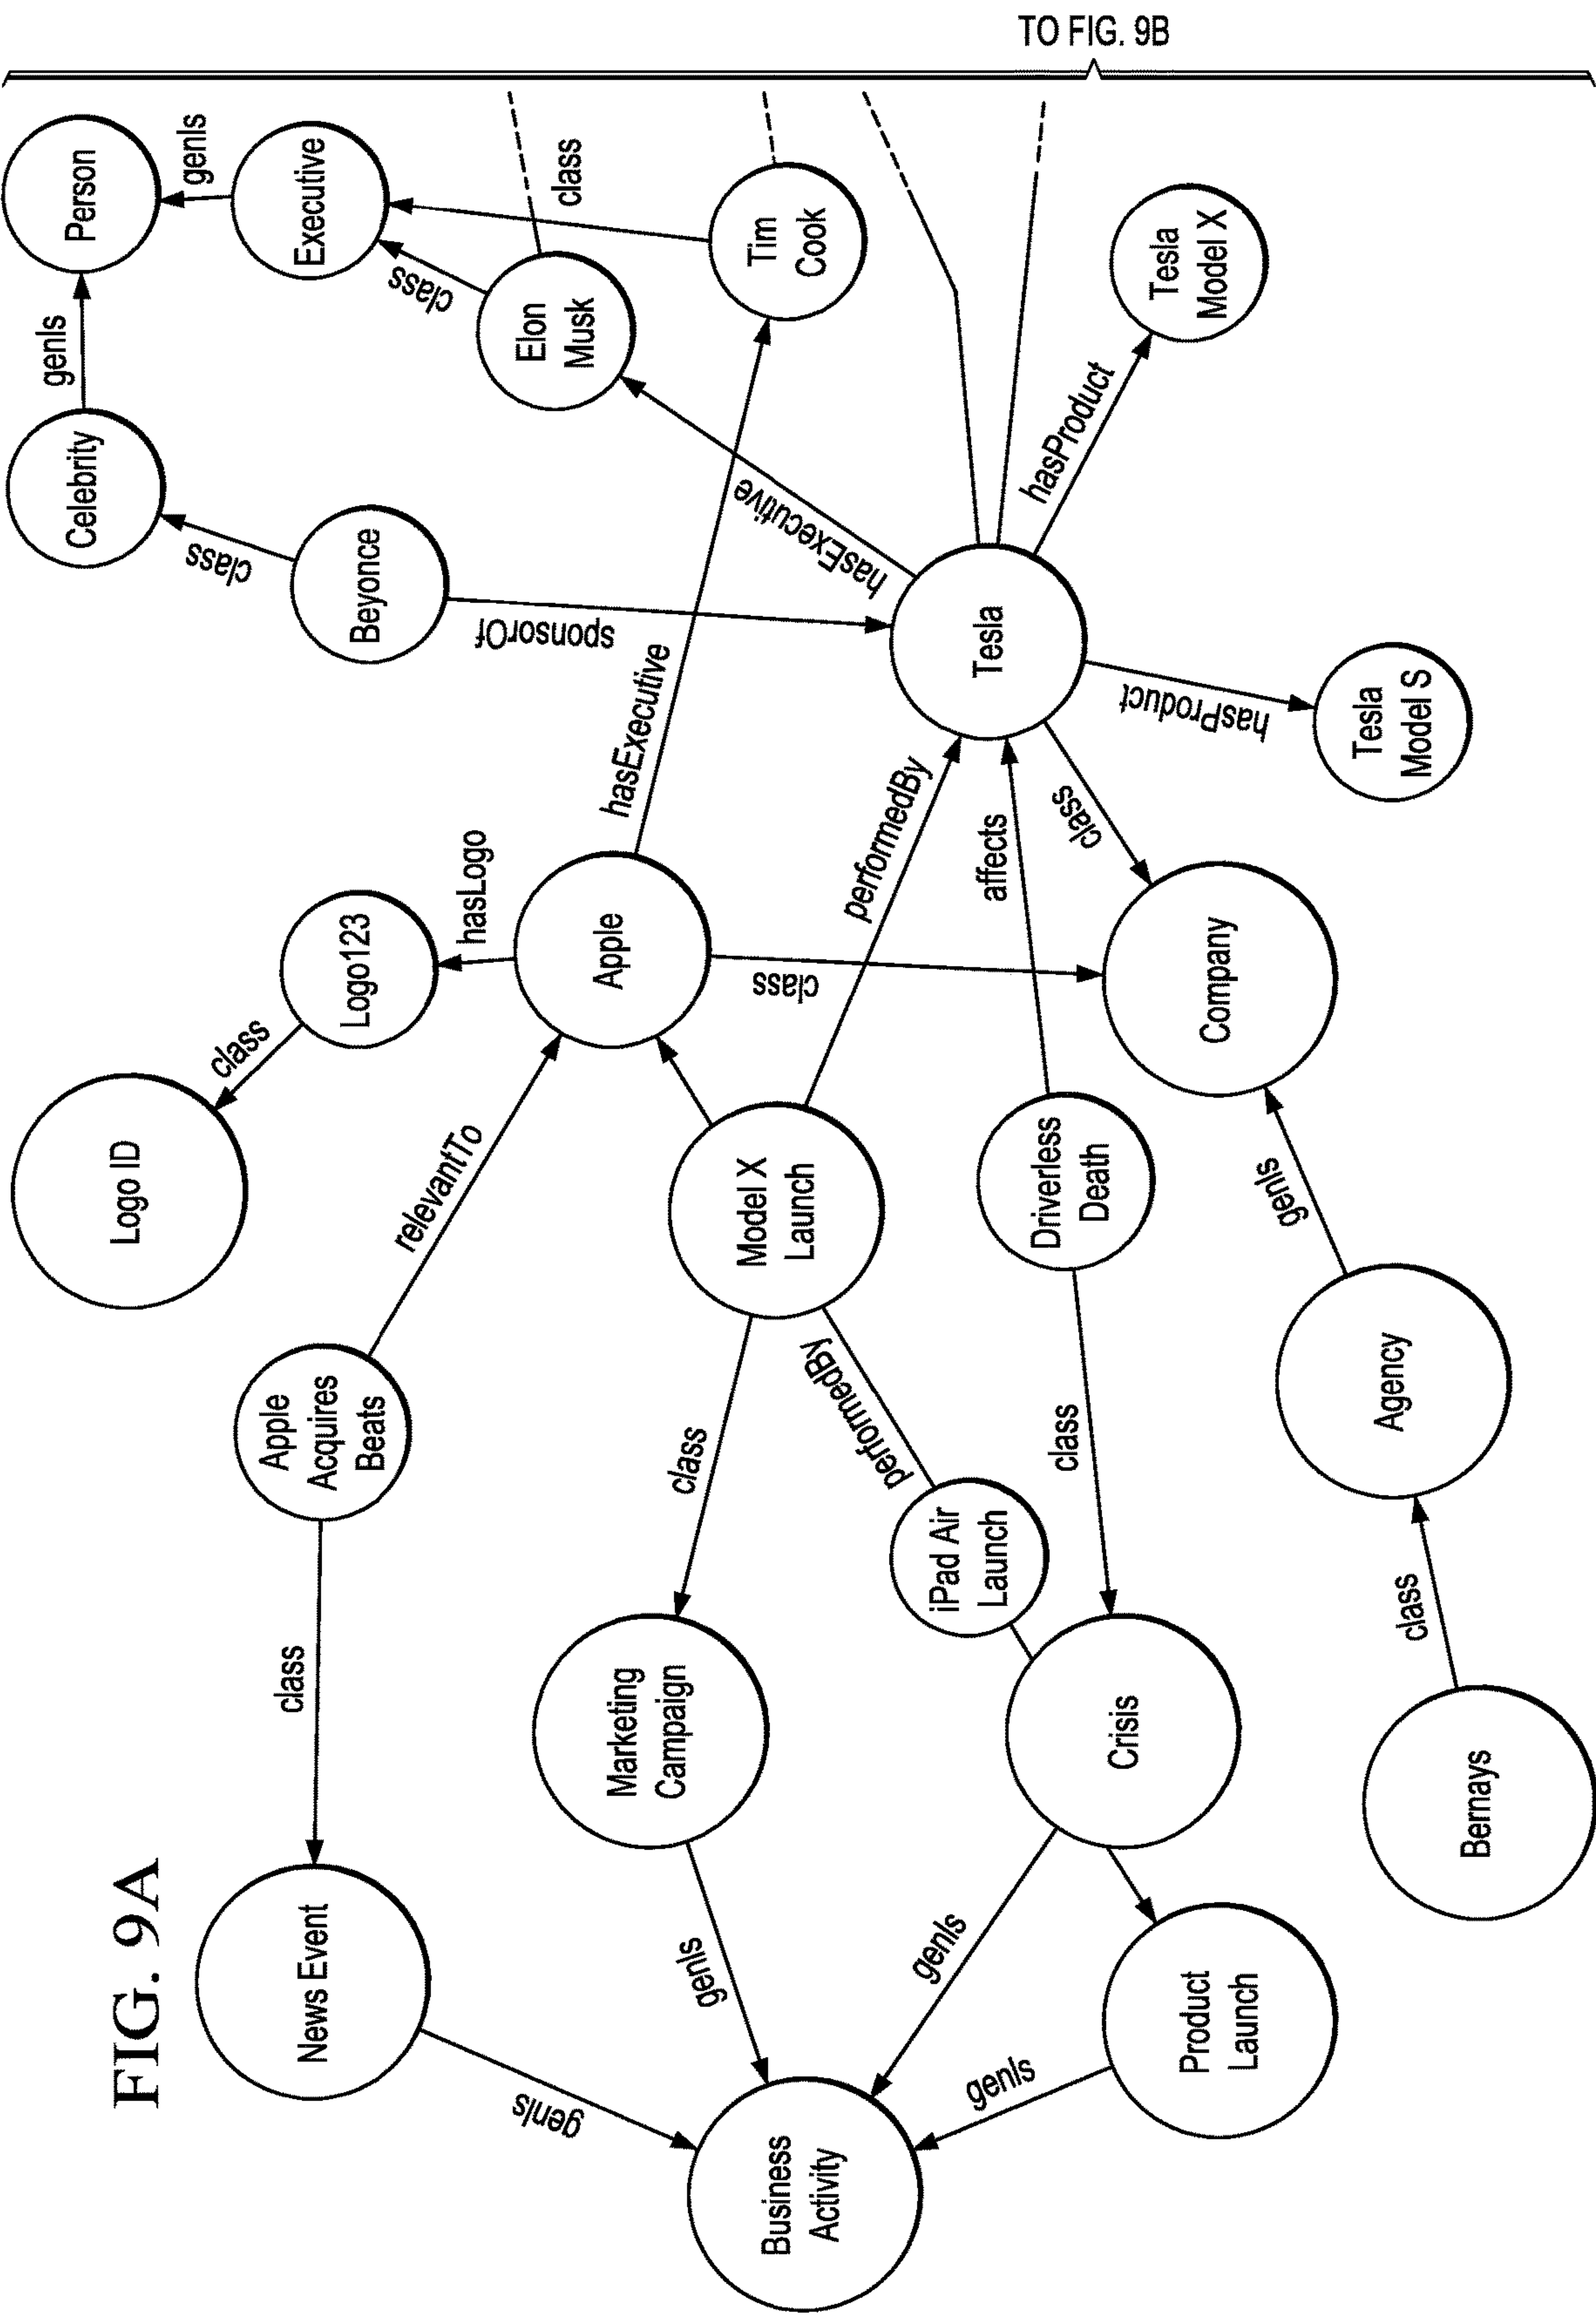 TO FIG. 9B
FIG. 9A
Person
genls
Executive
genls
Celebrity
class
Beyonce
class
class
Elon
Musk
Tim
Cook
sponsorOf
hasExecutive
hasExecutive
hasProduct
Tesla
Model X
Tesla
hasProduct
Tesla
Model S
Logo ID
class
Logo123
hasLogo
Apple
class
performedBy
affects
class
Company
relevantTo
Apple
Acquires
Beats
Model X
Launch
Driverless
Death
genls
Agency
class
Bernays
class
class
performedBy
iPad Air
Launch
class
News Event
Marketing
Campaign
Crisis
genls
genls
genls
genls
Product
Launch
Business
Activity